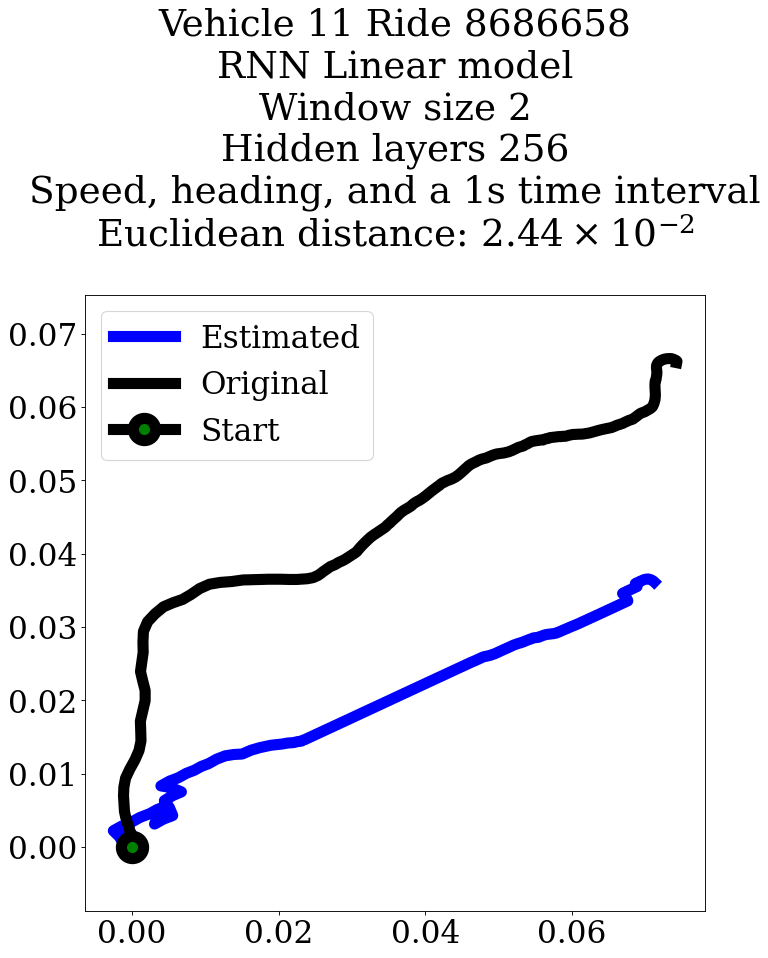 Vehicle 11 Ride 8686658
RNN Linear model
Window size 2
Hidden layers 256
Speed, heading, and a 1s time interval
Euclidean distance: 2.44 × 10⁻²
Estimated
Original
Start
0.07
0.06
0.05
0.04
0.03
0.02
0.01
0.00
0.00 0.02 0.04 0.06